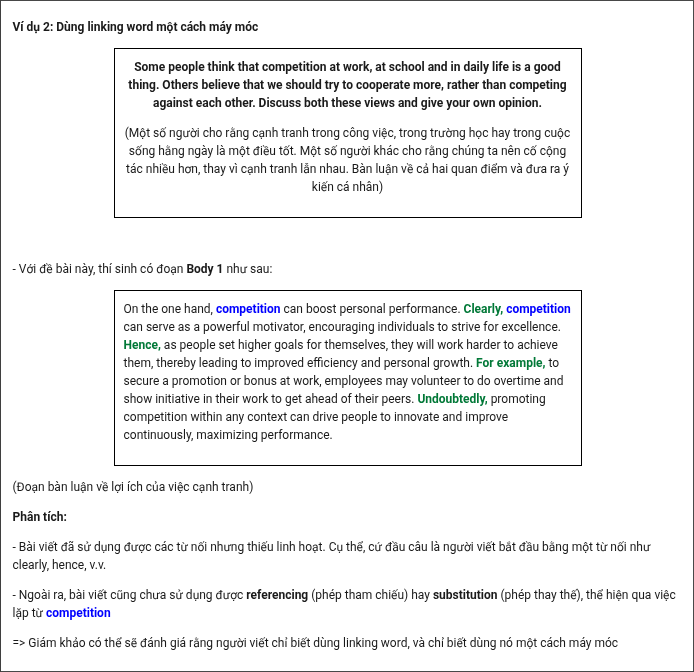 Ví dụ 2: Dùng linking word một cách máy móc
Some people think that competition at work, at school and in daily life is a good
thing. Others believe that we should try to cooperate more, rather than competing
against each other. Discuss both these views and give your own opinion.
(Một số người cho rằng cạnh tranh trong công việc, trong trường học hay trong cuộc
sống hằng ngày là một điều tốt. Một số người khác cho rằng chúng ta nên cố cộng
tác nhiều hơn, thay vì cạnh tranh lẫn nhau. Bàn luận về cả hai quan điểm và đưa ra ý
kiến cá nhân)
- Với đề bài này, thí sinh có đoạn Body 1 như sau:
On the one hand, competition can boost personal performance. Clearly, competition
can serve as a powerful motivator, encouraging individuals to strive for excellence.
Hence, as people set higher goals for themselves, they will work harder to achieve
them, thereby leading to improved efficiency and personal growth. For example, to
secure a promotion or bonus at work, employees may volunteer to do overtime and
show initiative in their work to get ahead of their peers. Undoubtedly, promoting
competition within any context can drive people to innovate and improve
continuously, maximizing performance.
(Đoạn bàn luận về lợi ích của việc cạnh tranh)
Phân tích:
- Bài viết đã sử dụng được các từ nối nhưng thiếu linh hoạt. Cụ thể, cứ đầu câu là người viết bắt đầu bằng một từ nối như
clearly, hence, v.v.
- Ngoài ra, bài viết cũng chưa sử dụng được referencing (phép tham chiếu) hay substitution (phép thay thế), thể hiện qua việc
lặp từ competition
=> Giám khảo có thể sẽ đánh giá rằng người viết chỉ biết dùng linking word, và chỉ biết dùng nó một cách máy móc